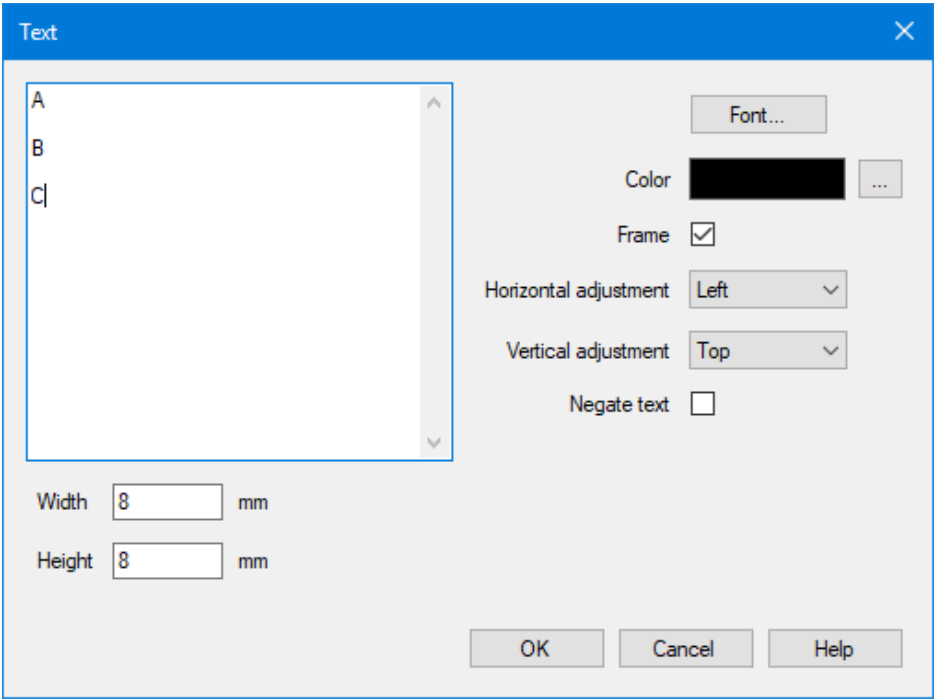 Text
A
B
C
Font...
Color
...
Frame
Horizontal adjustment Left
Vertical adjustment Top
Negate text
Width 8 mm
Height 8 mm
OK Cancel Help